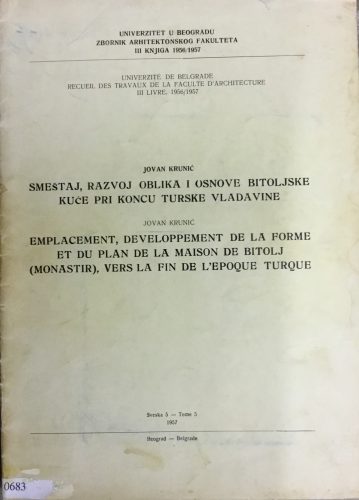 UNIVERZITET U BEOGRADU
ZBORNIK ARHITEKTONSKOG FAKULTETA
III KNJIGA 1956/1957
UNIVERZITE DE BELGRADE
RECUEIL DES TRAVAUX DE LA FACULTE D'ARCHITECTURE
III LIVRE. 1956/1957
JOVAN KRUNIĆ
SMEŠTAJ, RAZVOJ OBLIKA I OSNOVE BITOLJSKE
KUĆE PRI KONCU TURSKE VLADAVINE
JOVAN KRUNIĆ
EMPLACEMENT, DEVELOPPEMENT DE LA FORME
ET DU PLAN DE LA MAISON DE BITOLJ
(MONASTIR), VERS LA FIN DE L'EPOQUE TURQUE
Sveska 5 — Tome 5
1957
Beograd — Belgrade
0683